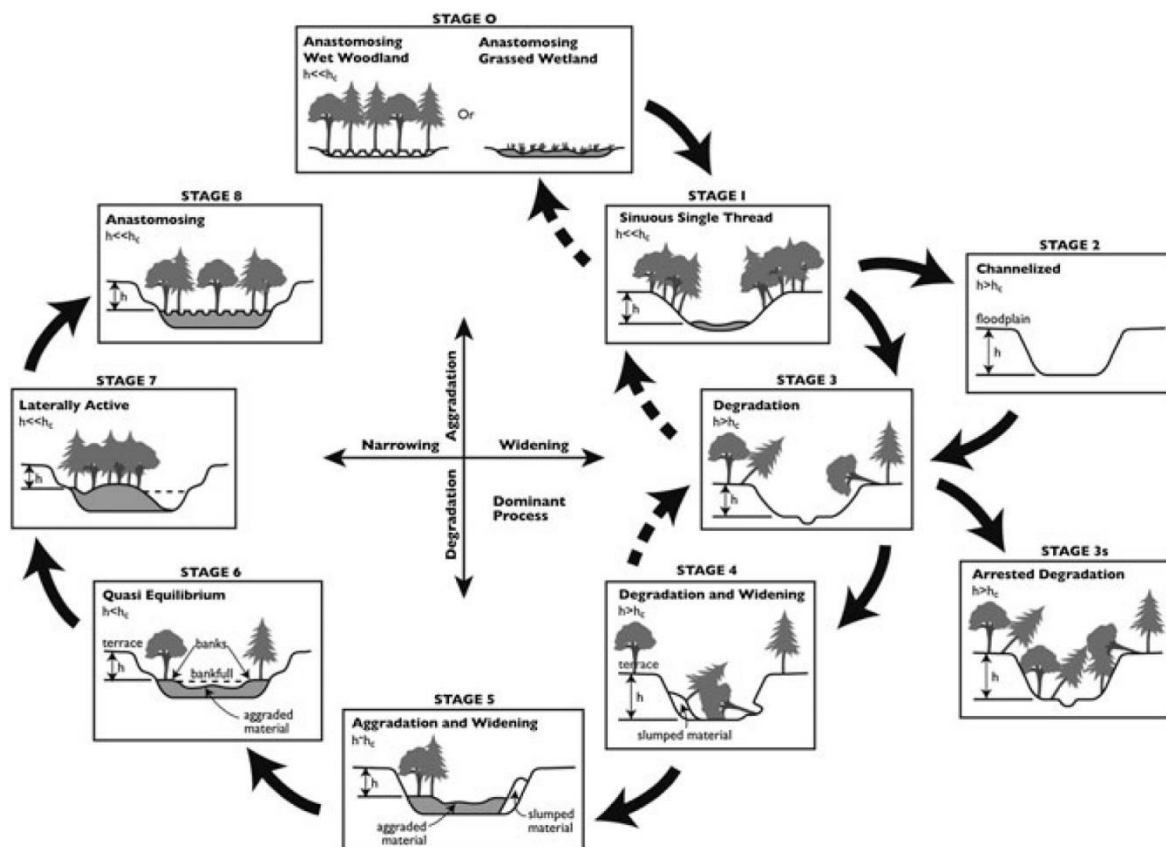 STAGE O
Anastomosing
Wet Woodland
h<<hc
Or
Anastomosing
Grassed Wetland
STAGE I
Sinuous Single Thread
h<<hc
h
STAGE 2
Channelized
h>hc
floodplain
h
STAGE 8
Anastomosing
h<<hc
h
STAGE 7
Laterally Active
h<<hc
h
Aggradation
Narrowing
Widening
Degradation
Dominant
Process
STAGE 3
Degradation
h>hc
h
STAGE 3s
Arrested Degradation
h>hc
h
STAGE 4
Degradation and Widening
h>hc
terrace
h
slumped material
STAGE 6
Quasi Equilibrium
h<hc
terrace
banks
h
bankfull
aggraded
material
STAGE 5
Aggradation and Widening
h~hc
h
aggraded
material
slumped
material